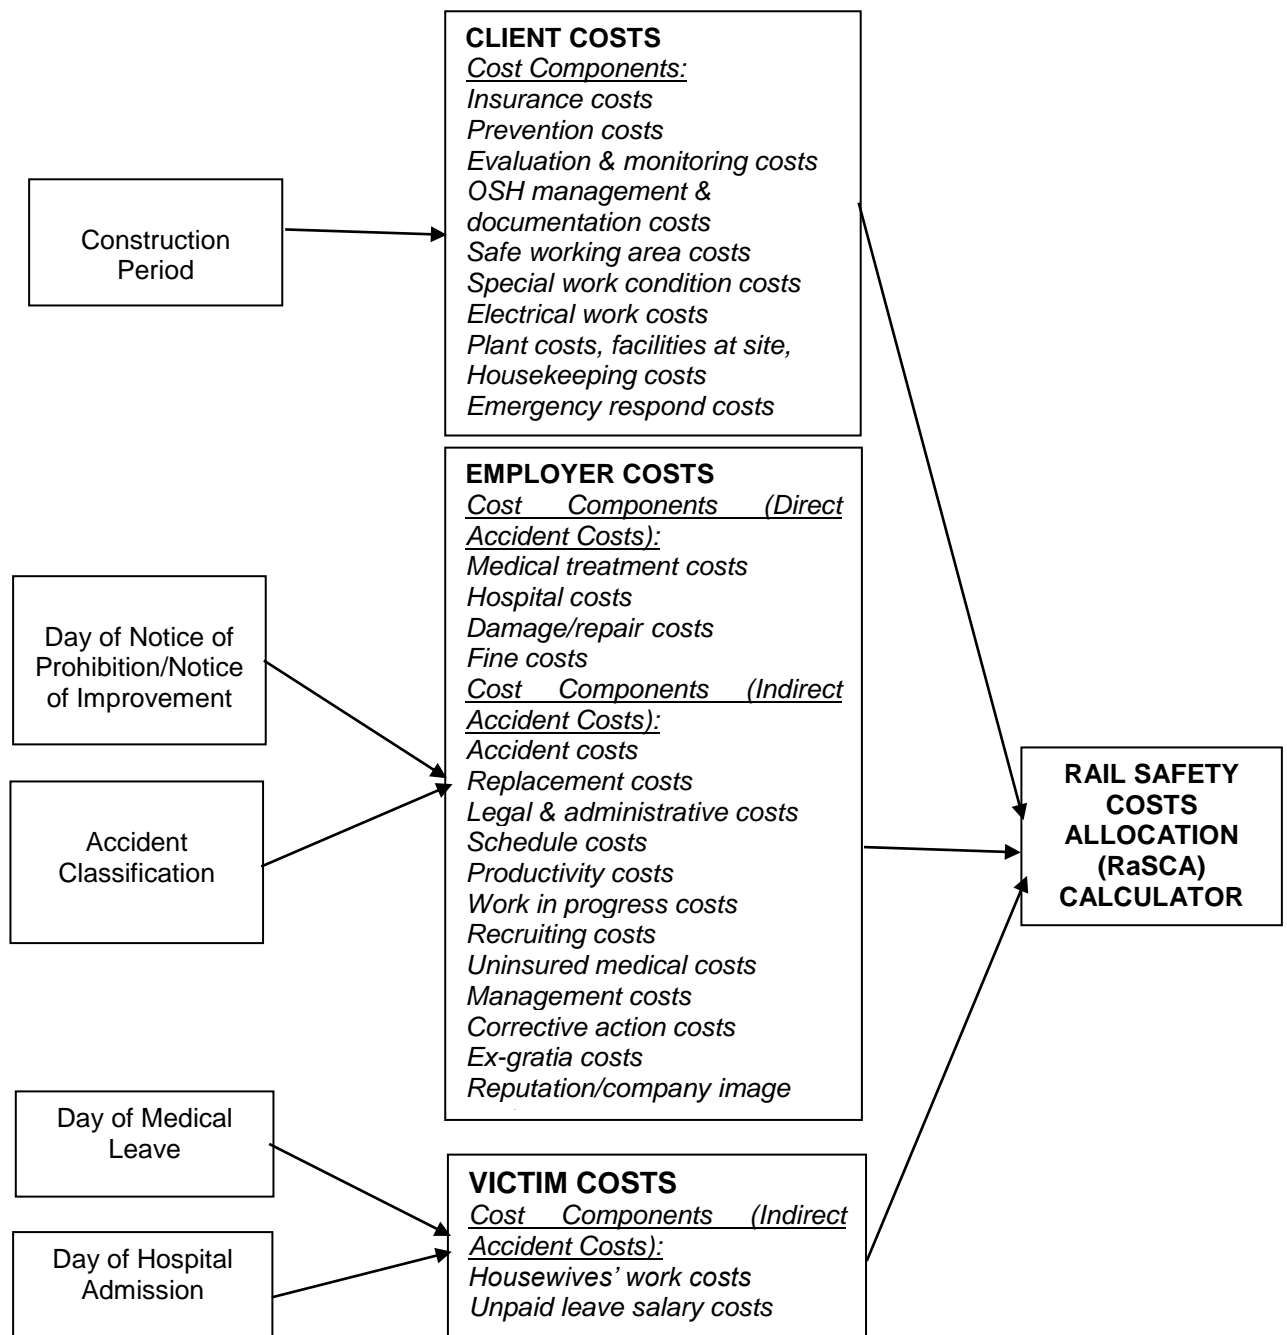 CLIENT COSTS
Cost Components:
Insurance costs
Prevention costs
Evaluation & monitoring costs
OSH management &
documentation costs
Safe working area costs
Special work condition costs
Electrical work costs
Plant costs, facilities at site,
Housekeeping costs
Emergency respond costs
Construction
Period
EMPLOYER COSTS
Cost Components (Direct
Accident Costs):
Medical treatment costs
Hospital costs
Damage/repair costs
Fine costs
Cost Components (Indirect
Accident Costs):
Accident costs
Replacement costs
Legal & administrative costs
Schedule costs
Productivity costs
Work in progress costs
Recruiting costs
Uninsured medical costs
Management costs
Corrective action costs
Ex-gratia costs
Reputation/company image
Day of Notice of
Prohibition/Notice
of Improvement
Accident
Classification
RAIL SAFETY
COSTS
ALLOCATION
(RaSCA)
CALCULATOR
Day of Medical
Leave
Day of Hospital
Admission
VICTIM COSTS
Cost Components (Indirect
Accident Costs):
Housewives' work costs
Unpaid leave salary costs